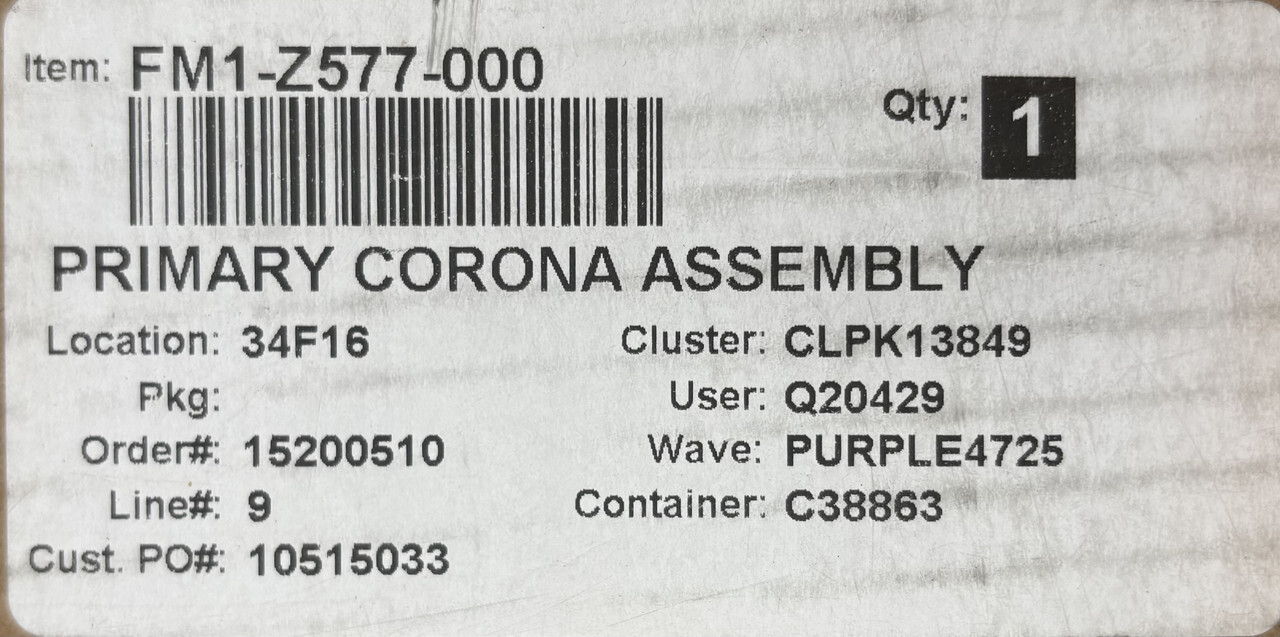 Item: FM1-Z577-000
Qty: 1
PRIMARY CORONA ASSEMBLY
Location: 34F16
Cluster: CLPK13849
Pkg:
User: Q20429
Order#: 15200510
Wave: PURPLE4725
Line#: 9
Container: C38863
Cust. PO#: 10515033